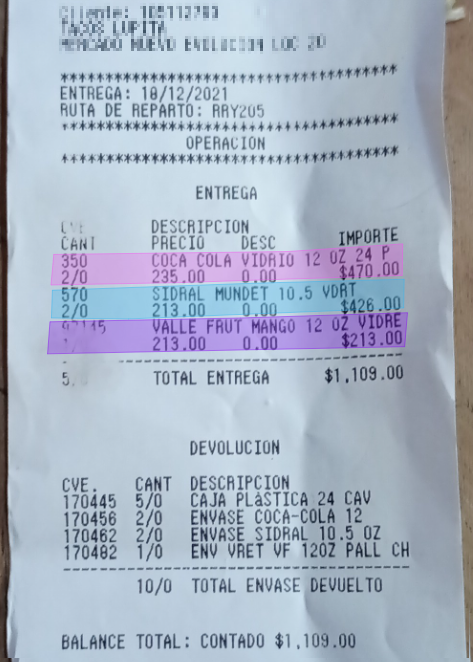 Cliente: 105112793
TACOS LUPITA
MERCADO NUEVO EVOLUCION LOC 20
****************************************
ENTREGA: 10/12/2021
RUTA DE REPARTO: RRY205
****************************************
OPERACION
****************************************
ENTREGA
CVE DESCRIPCION
CANT PRECIO DESC IMPORTE
350 COCA COLA VIDRIO 12 OZ 24 P
2/0 235.00 0.00 $470.00
570 SIDRAL MUNDET 10.5 VDRT
2/0 213.00 0.00 $426.00
VALLE FRUT MANGO 12 OZ VIDRE
213.00 0.00 $213.00
----------------------------------------
TOTAL ENTREGA $1,109.00
DEVOLUCION
CVE. CANT DESCRIPCION
170445 5/0 CAJA PLáSTICA 24 CAV
170456 2/0 ENVASE COCA-COLA 12
170462 2/0 ENVASE SIDRAL 10.5 OZ
170482 1/0 ENV VRET VF 12OZ PALL CH
----------------------------------------
10/0 TOTAL ENVASE DEVUELTO
BALANCE TOTAL: CONTADO $1,109.00